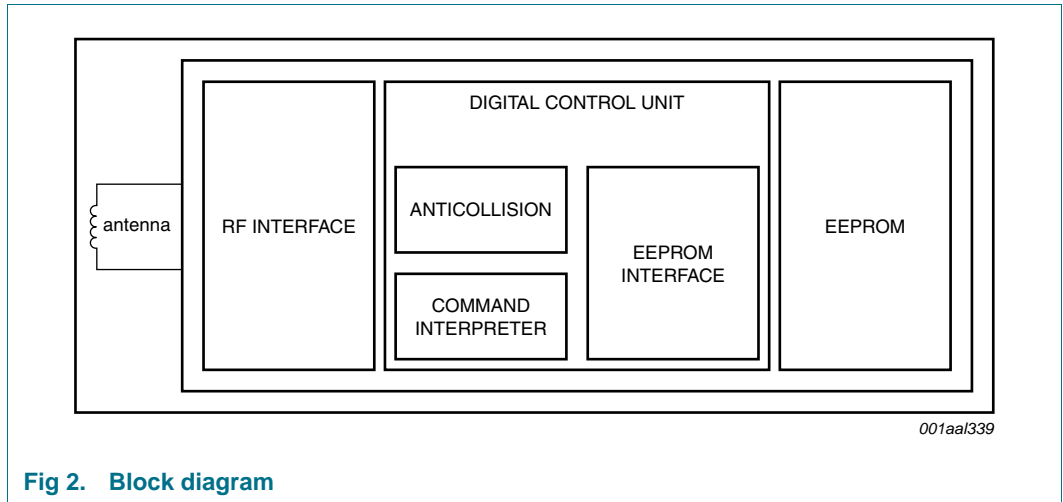 DIGITAL CONTROL UNIT
antenna
RF INTERFACE
ANTICOLLISION
COMMAND
INTERPRETER
EEPROM
INTERFACE
EEPROM
001aal339
Fig 2. Block diagram